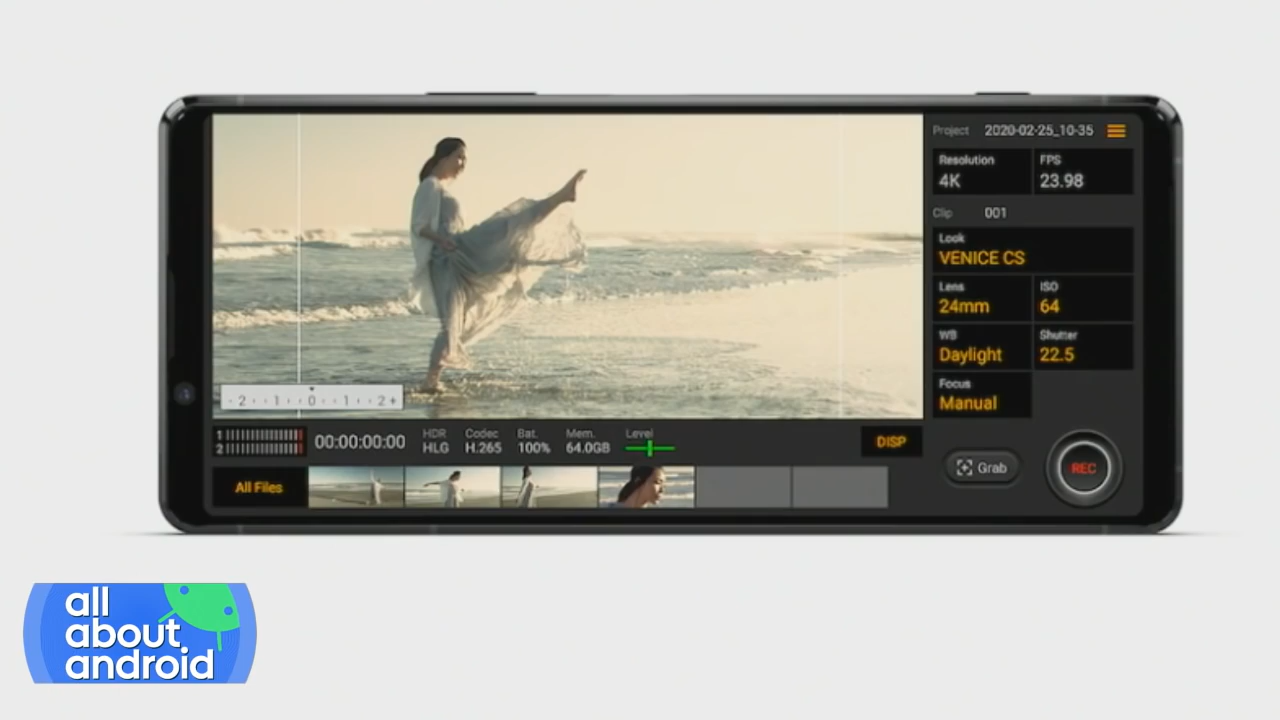 Project 2020-02-25_10-35
Resolution FPS
4K 23.98
Clip 001
Look
VENICE CS
Lens ISO
24mm 64
WB Shutter
Daylight 22.5
Focus
Manual
- 2 1 0 1 2 +
1
2
00:00:00:00
HDR Codec Bat. Mem. Level
HLG H.265 100% 64.0GB
DISP
All Files
Grab
REC
all
about
android